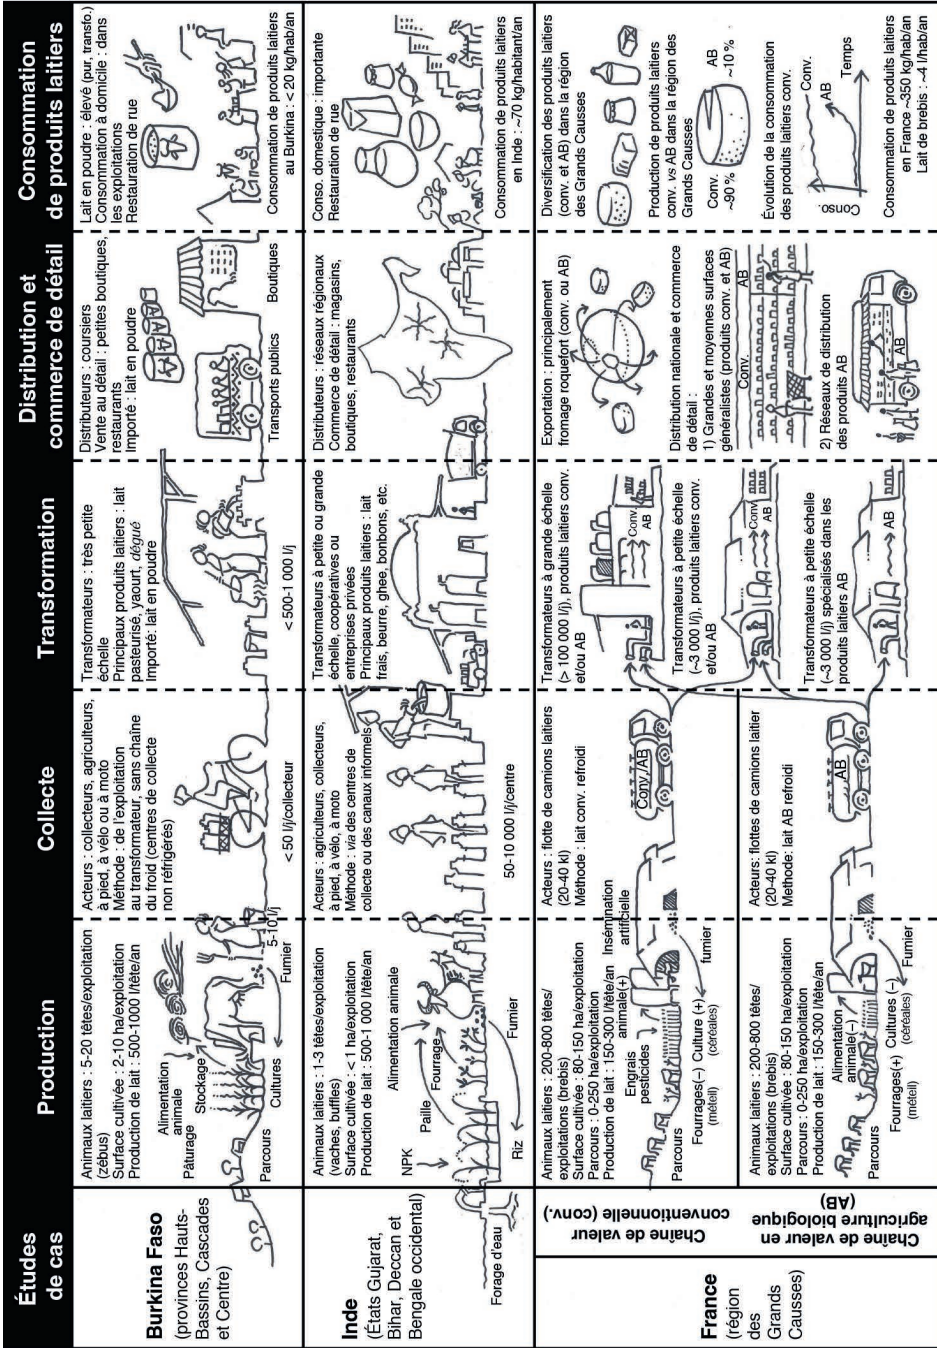 Études
de cas
Production
Collecte
Transformation
Distribution et
commerce de détail
Consommation
de produits laitiers
Burkina Faso
(provinces Hauts-
Bassins, Cascades
et Centre)
Animaux laitiers : 5-20 têtes/exploitation
(zébus)
Surface cultivée : 2-10 ha/exploitation
Production de lait : 500-1000 l/tête/an
Alimentation
animale
Pâturage
Stockage
Parcours
Cultures
Fumier
5-10 l/j
Acteurs : collecteurs, agriculteurs,
à pied, à vélo ou à moto
Méthode : de l'exploitation
au transformateur, sans chaîne
du froid (centres de collecte
non réfrigérés)
< 50 l/j/collecteur
Transformateurs : très petite
échelle
Principaux produits laitiers : lait
pasteurisé, yaourt, dégué
Importé: lait en poudre
< 500-1 000 l/j
Distributeurs : coursiers
Vente au détail : petites boutiques,
restaurants
Importé : lait en poudre
Transports publics
Boutiques
Lait en poudre : élevé (pur, transfo.)
Consommation à domicile : dans
les exploitations
Restauration de rue
Consommation de produits laitiers
au Burkina : < 20 kg/hab/an
Inde
(États Gujarat,
Bihar, Deccan et
Bengale occidental)
Forage d'eau
Animaux laitiers : 1-3 têtes/exploitation
(vaches, buffles)
Surface cultivée : < 1 ha/exploitation
Production de lait : 500-1 000 l/tête/an
NPK
Paille
Alimentation animale
Fourrage
Riz
Fumier
Acteurs : agriculteurs, collecteurs,
à pied, à vélo, à moto
Méthode : via des centres de
collecte ou des canaux informels
50-10 000 l/j/centre
Transformateurs à petite ou grande
échelle, coopératives ou
entreprises privées
Principaux produits laitiers : lait
frais, beurre, ghee, bonbons, etc.
Distributeurs : réseaux régionaux
Commerce de détail : magasins,
boutiques, restaurants
Conso. domestique : importante
Restauration de rue
Consommation de produits laitiers
en Inde : ~70 kg/habitant/an
France
(région
des
Grands
Causses)
Chaîne de valeur
conventionnelle (conv.)
Animaux laitiers : 200-800 têtes/
exploitations (brebis)
Surface cultivée : 80-150 ha/exploitation
Parcours : 0-250 ha/exploitation
Production de lait : 150-300 l/tête/an
Engrais
pesticides
Alimentation
animale(+)
Insémination
artificielle
Parcours
Fourrages(–)
(méteil)
Culture (+)
(céréales)
fumier
Acteurs : flotte de camions laitiers
(20-40 kl)
Methode : lait conv. refroidi
Conv./AB
Chaîne de valeur en
agriculture biologique
(AB)
Animaux laitiers : 200-800 têtes/
exploitations (brebis)
Surface cultivée : 80-150 ha/exploitation
Parcours : 0-250 ha/exploitation
Production de lait : 150-300 l/tête/an
Alimentation
animale(–)
Parcours
Fourrages(+)
(méteil)
Cultures (–)
(céréales)
Fumier
Acteurs: flottes de camions laitier
(20-40 kl)
Methode: lait AB refroidi
AB
Transformateurs à grande échelle
(> 100 000 l/j), produits laitiers conv.
et/ou AB
Conv.
AB
Transformateurs à petite échelle
(~3 000 l/j), produits laitiers conv.
et/ou AB
Conv
AB
Transformateurs à petite échelle
(~3 000 l/j) spécialisés dans les
produits laitiers AB
AB
Exportation : principalement
fromage roquefort (conv. ou AB)
Distribution nationale et commerce
de détail :
1) Grandes et moyennes surfaces
généralistes (produits conv. et AB)
Conv.
AB
2) Réseaux de distribution
des produits AB
AB
Diversification des produits laitiers
(conv. et AB) dans la région
des Grands Causses
Production de produits laitiers
conv. vs AB dans la région des
Grands Causses
Conv.
~90 %
AB
~10 %
Évolution de la consommation
des produits laitiers conv.
Conso.
Conv.
AB
Temps
Consommation de produits laitiers
en France ~350 kg/hab/an
Lait de brebis : ~4 l/hab/an